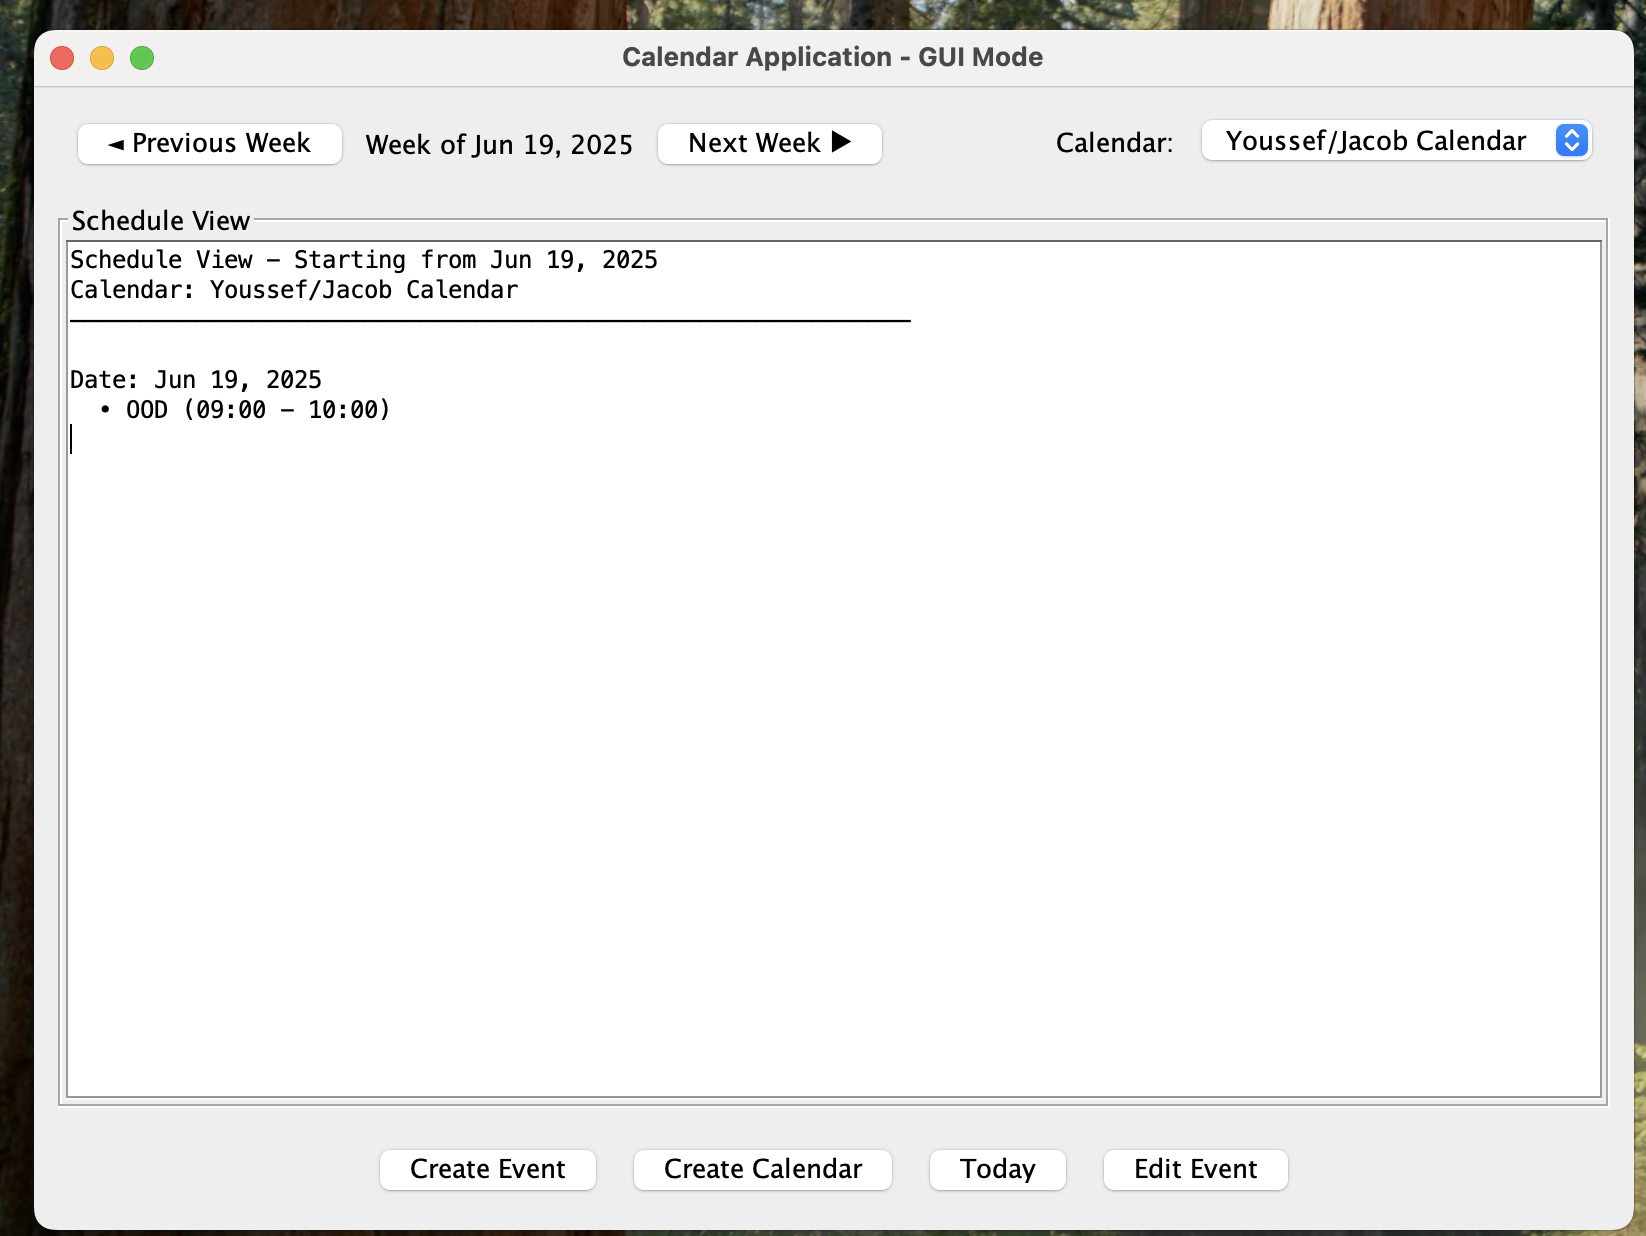 Calendar Application - GUI Mode
◄ Previous Week
Week of Jun 19, 2025
Next Week ▶
Calendar:
Youssef/Jacob Calendar
Schedule View
Schedule View – Starting from Jun 19, 2025
Calendar: Youssef/Jacob Calendar
Date: Jun 19, 2025
• OOD (09:00 – 10:00)
Create Event
Create Calendar
Today
Edit Event